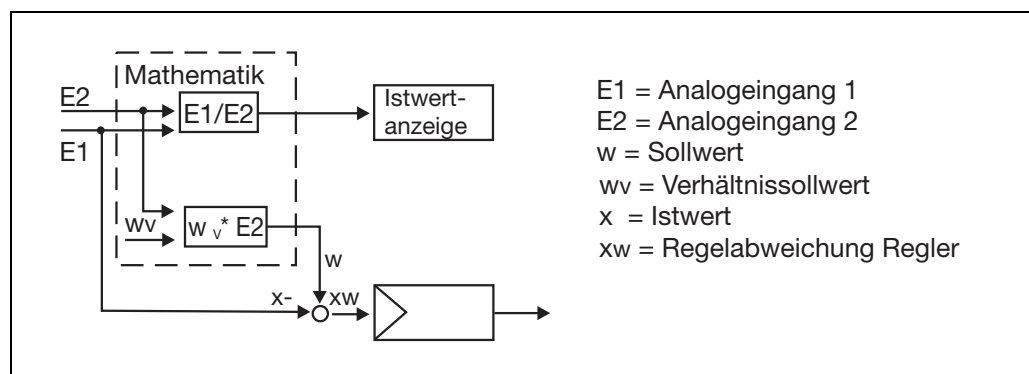 Mathematik
E2
E1
E1/E2
Istwert-
anzeige
wv
w v* E2
w
x-
xw
E1 = Analogeingang 1
E2 = Analogeingang 2
w = Sollwert
wv = Verhältnissollwert
x = Istwert
xw = Regelabweichung Regler